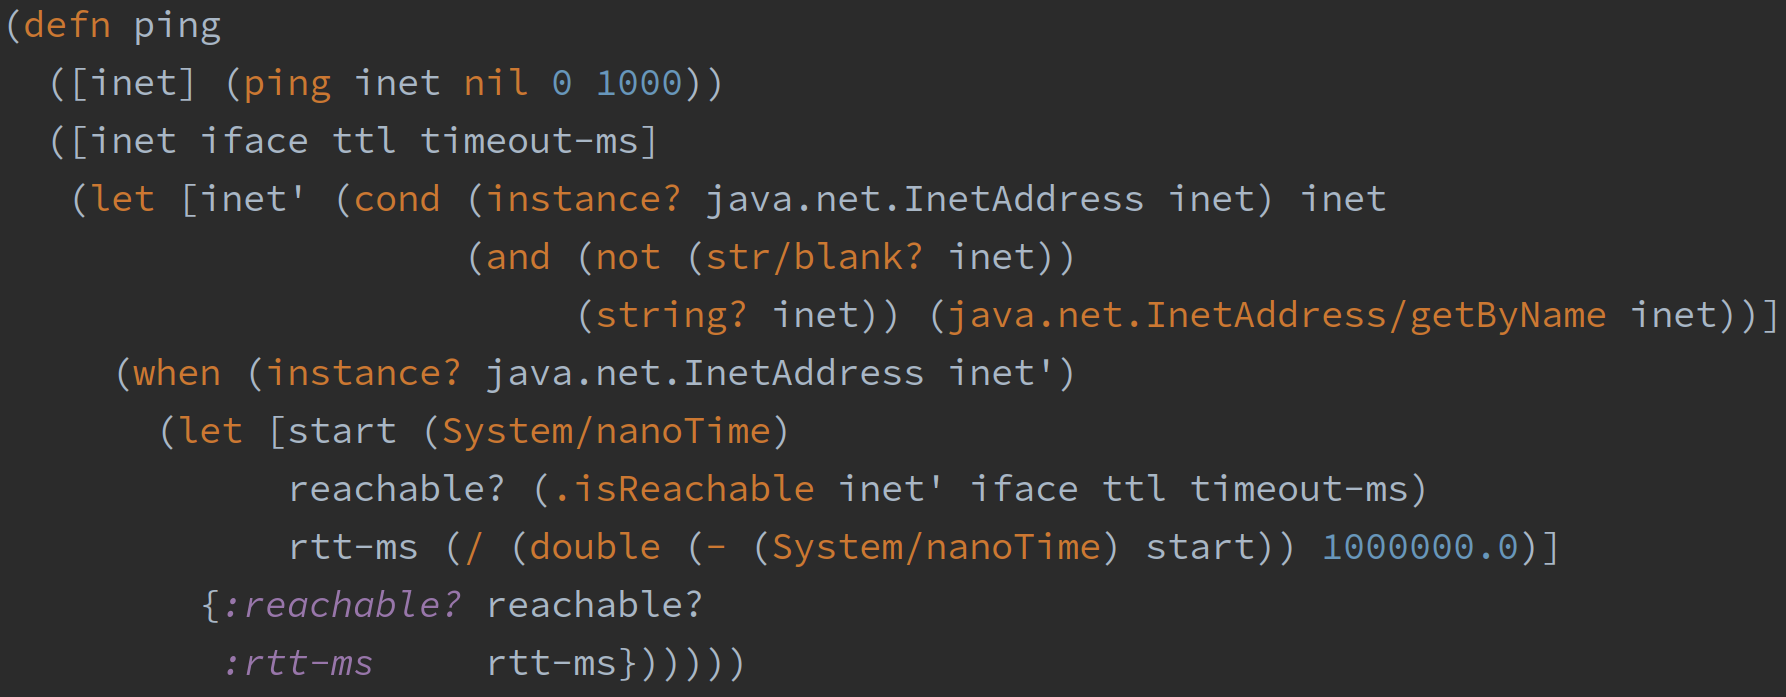 (defn ping
  ([inet] (ping inet nil 0 1000))
  ([inet iface ttl timeout-ms]
   (let [inet' (cond (instance? java.net.InetAddress inet) inet
                     (and (not (str/blank? inet))
                          (string? inet)) (java.net.InetAddress/getByName inet))]
     (when (instance? java.net.InetAddress inet')
       (let [start (System/nanoTime)
             reachable? (.isReachable inet' iface ttl timeout-ms)
             rtt-ms (/ (double (- (System/nanoTime) start)) 1000000.0)]
         {:reachable? reachable?
          :rtt-ms     rtt-ms})))))